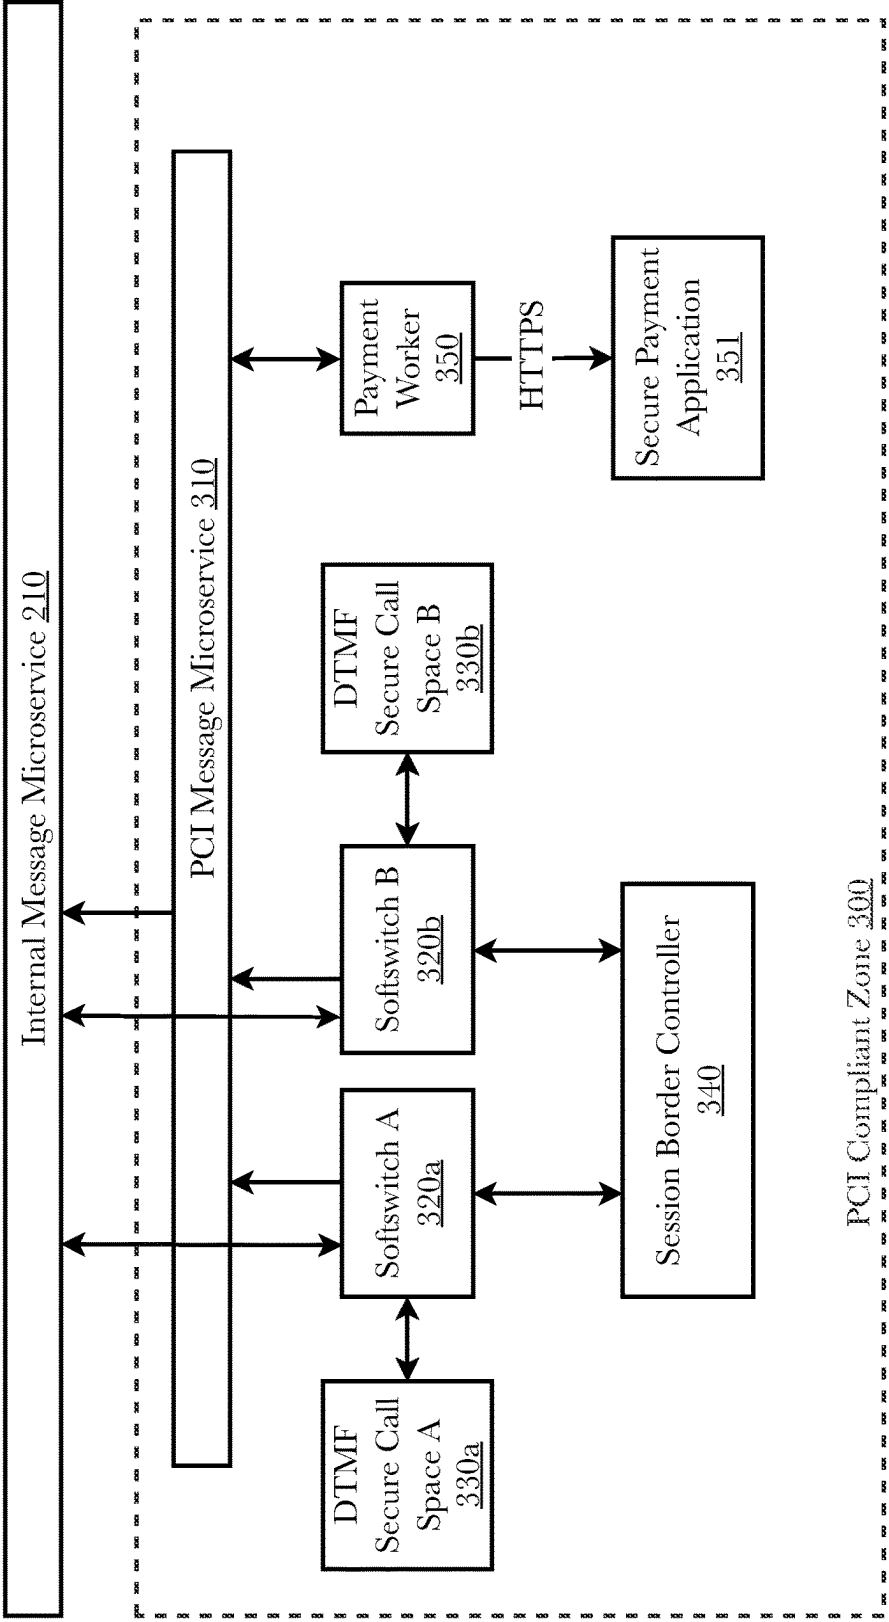 Internal Message Microservice 210
PCI Message Microservice 310
DTMF
Secure Call
Space A
330a
Softswitch A
320a
Softswitch B
320b
DTMF
Secure Call
Space B
330b
Payment
Worker
350
HTTPS
Session Border Controller
340
Secure Payment
Application
351
PCI Compliant Zone 300